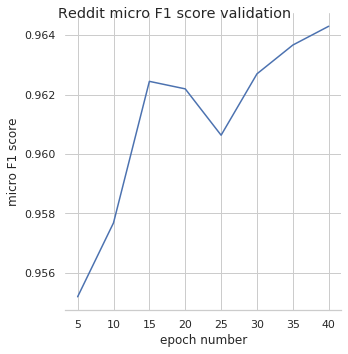 Reddit micro F1 score validation
0.964
0.962
0.960
0.958
0.956
micro F1 score
5 10 15 20 25 30 35 40
epoch number